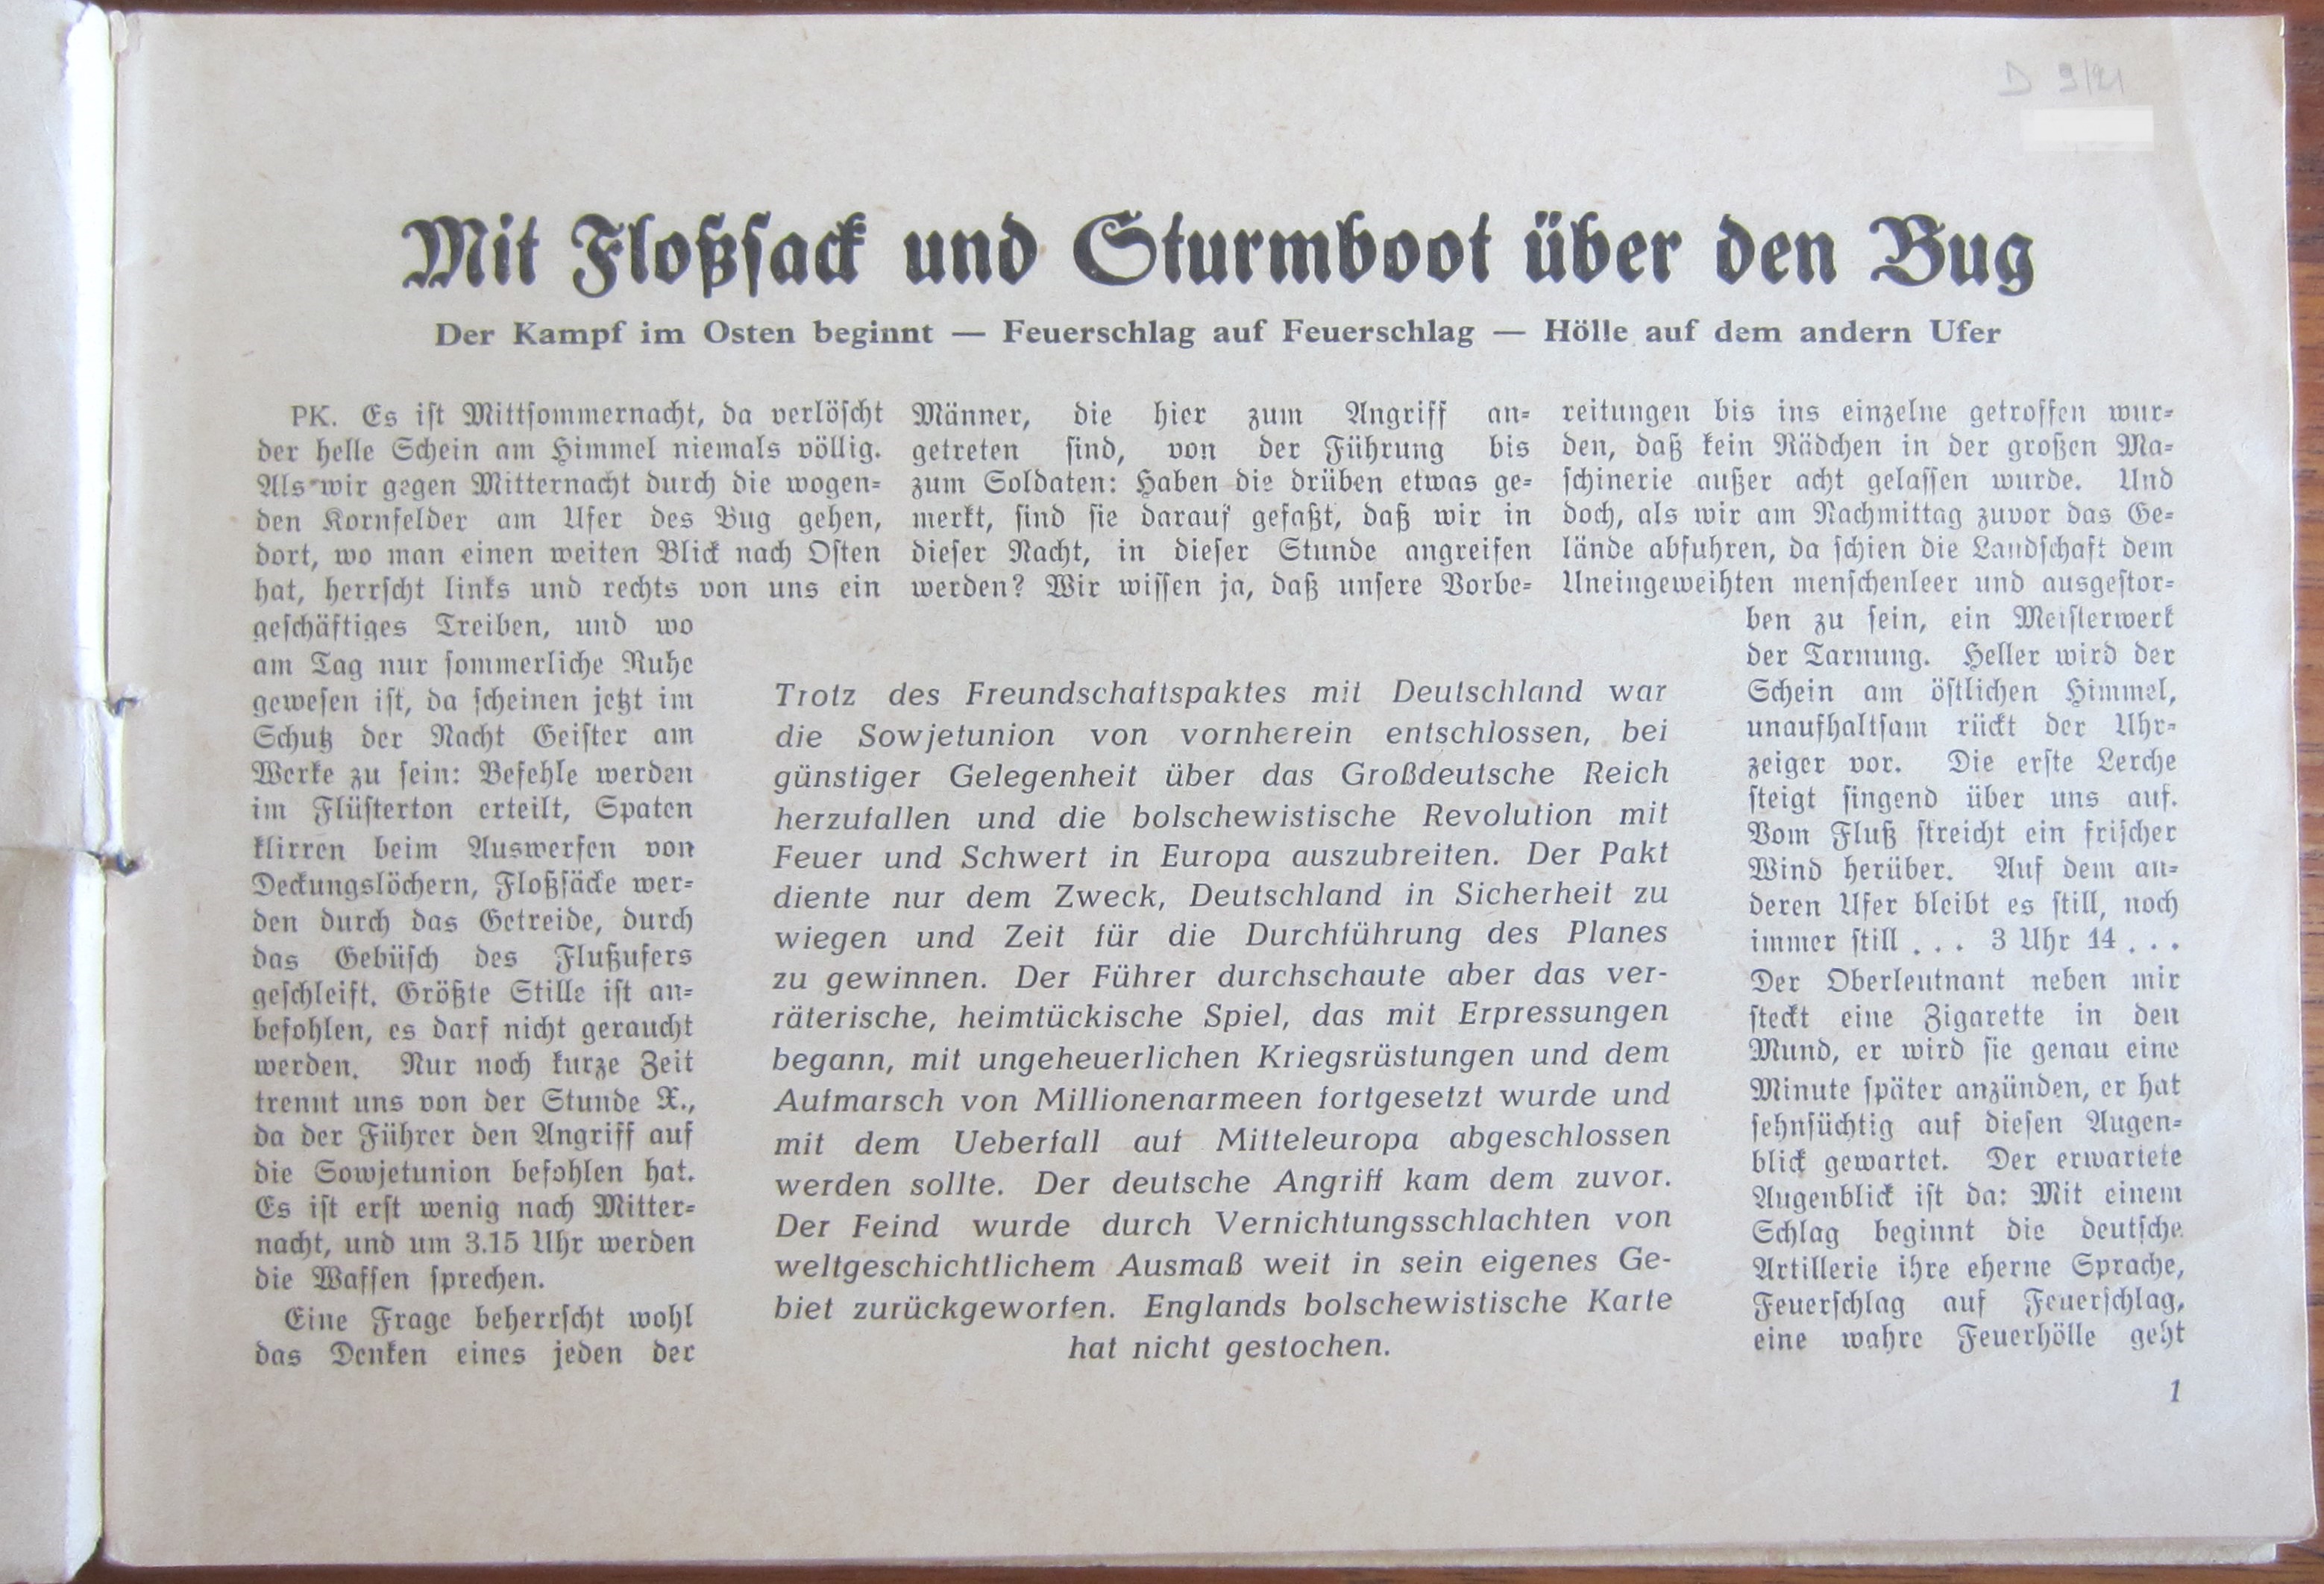 D 9/21
Mit Floßsack und Sturmboot über den Bug
Der Kampf im Osten beginnt — Feuerschlag auf Feuerschlag — Hölle auf dem andern Ufer
PK. Es ist Mittsommernacht, da verlöscht
der helle Schein am Himmel niemals völlig.
Als wir gegen Mitternacht durch die wogen-
den Kornfelder am Ufer des Bug gehen,
dort, wo man einen weiten Blick nach Osten
hat, herrscht links und rechts von uns ein
geschäftiges Treiben, und wo
am Tag nur sommerliche Ruhe
gewesen ist, da scheinen jetzt im
Schutz der Nacht Geister am
Werke zu sein: Befehle werden
im Flüsterton erteilt, Spaten
klirren beim Auswerfen von
Deckungslöchern, Floßsäcke wer-
den durch das Getreide, durch
das Gebüsch des Flußufers
geschleift. Größte Stille ist an-
befohlen, es darf nicht geraucht
werden. Nur noch kurze Zeit
trennt uns von der Stunde X.,
da der Führer den Angriff auf
die Sowjetunion befohlen hat.
Es ist erst wenig nach Mitter-
nacht, und um 3.15 Uhr werden
die Waffen sprechen.
Eine Frage beherrscht wohl
das Denken eines jeden der
Männer, die hier zum Angriff an-
getreten sind, von der Führung bis
zum Soldaten: Haben die drüben etwas ge-
merkt, sind sie darauf gefaßt, daß wir in
dieser Nacht, in dieser Stunde angreifen
werden? Wir wissen ja, daß unsere Vorbe-
reitungen bis ins einzelne getroffen wur-
den, daß kein Rädchen in der großen Ma-
schinerie außer acht gelassen wurde. Und
doch, als wir am Nachmittag zuvor das Ge-
lände abfuhren, da schien die Landschaft dem
Uneingeweihten menschenleer und ausgestor-
ben zu sein, ein Meisterwerk
der Tarnung. Heller wird der
Schein am östlichen Himmel,
unaufhaltsam rückt der Uhr-
zeiger vor. Die erste Lerche
steigt singend über uns auf.
Vom Fluß streicht ein frischer
Wind herüber. Auf dem an-
deren Ufer bleibt es still, noch
immer still . . . 3 Uhr 14 . . .
Der Oberleutnant neben mir
steckt eine Zigarette in den
Mund, er wird sie genau eine
Minute später anzünden, er hat
sehnsüchtig auf diesen Augen-
blick gewartet. Der erwartete
Augenblick ist da: Mit einem
Schlag beginnt die deutsche
Artillerie ihre eherne Sprache,
Feuerschlag auf Feuerschlag,
eine wahre Feuerhölle geht
Trotz des Freundschaftspaktes mit Deutschland war
die Sowjetunion von vornherein entschlossen, bei
günstiger Gelegenheit über das Großdeutsche Reich
herzufallen und die bolschewistische Revolution mit
Feuer und Schwert in Europa auszubreiten. Der Pakt
diente nur dem Zweck, Deutschland in Sicherheit zu
wiegen und Zeit für die Durchführung des Planes
zu gewinnen. Der Führer durchschaute aber das ver-
räterische, heimtückische Spiel, das mit Erpressungen
begann, mit ungeheuerlichen Kriegsrüstungen und dem
Aufmarsch von Millionenarmeen fortgesetzt wurde und
mit dem Ueberfall auf Mitteleuropa abgeschlossen
werden sollte. Der deutsche Angriff kam dem zuvor.
Der Feind wurde durch Vernichtungsschlachten von
weltgeschichtlichem Ausmaß weit in sein eigenes Ge-
biet zurückgeworfen. Englands bolschewistische Karte
hat nicht gestochen.
1